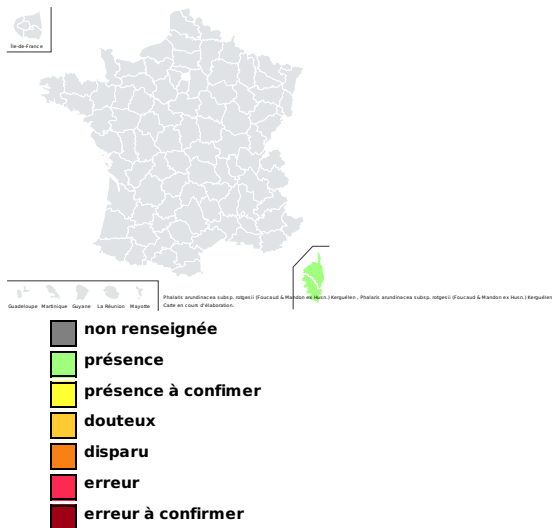 Île-de-France
Guadeloupe Martinique Guyane La Réunion Mayotte
Phalaris arundinacea subsp. rotgesii (Foucaud & Mandon ex Husn.) Kerguélen , Phalaris arundinacea subsp. rotgesii (Foucaud & Mandon ex Husn.) Kerguélen
Carte en cours d'élaboration.
non renseignée
présence
présence à confimer
douteux
disparu
erreur
erreur à confirmer